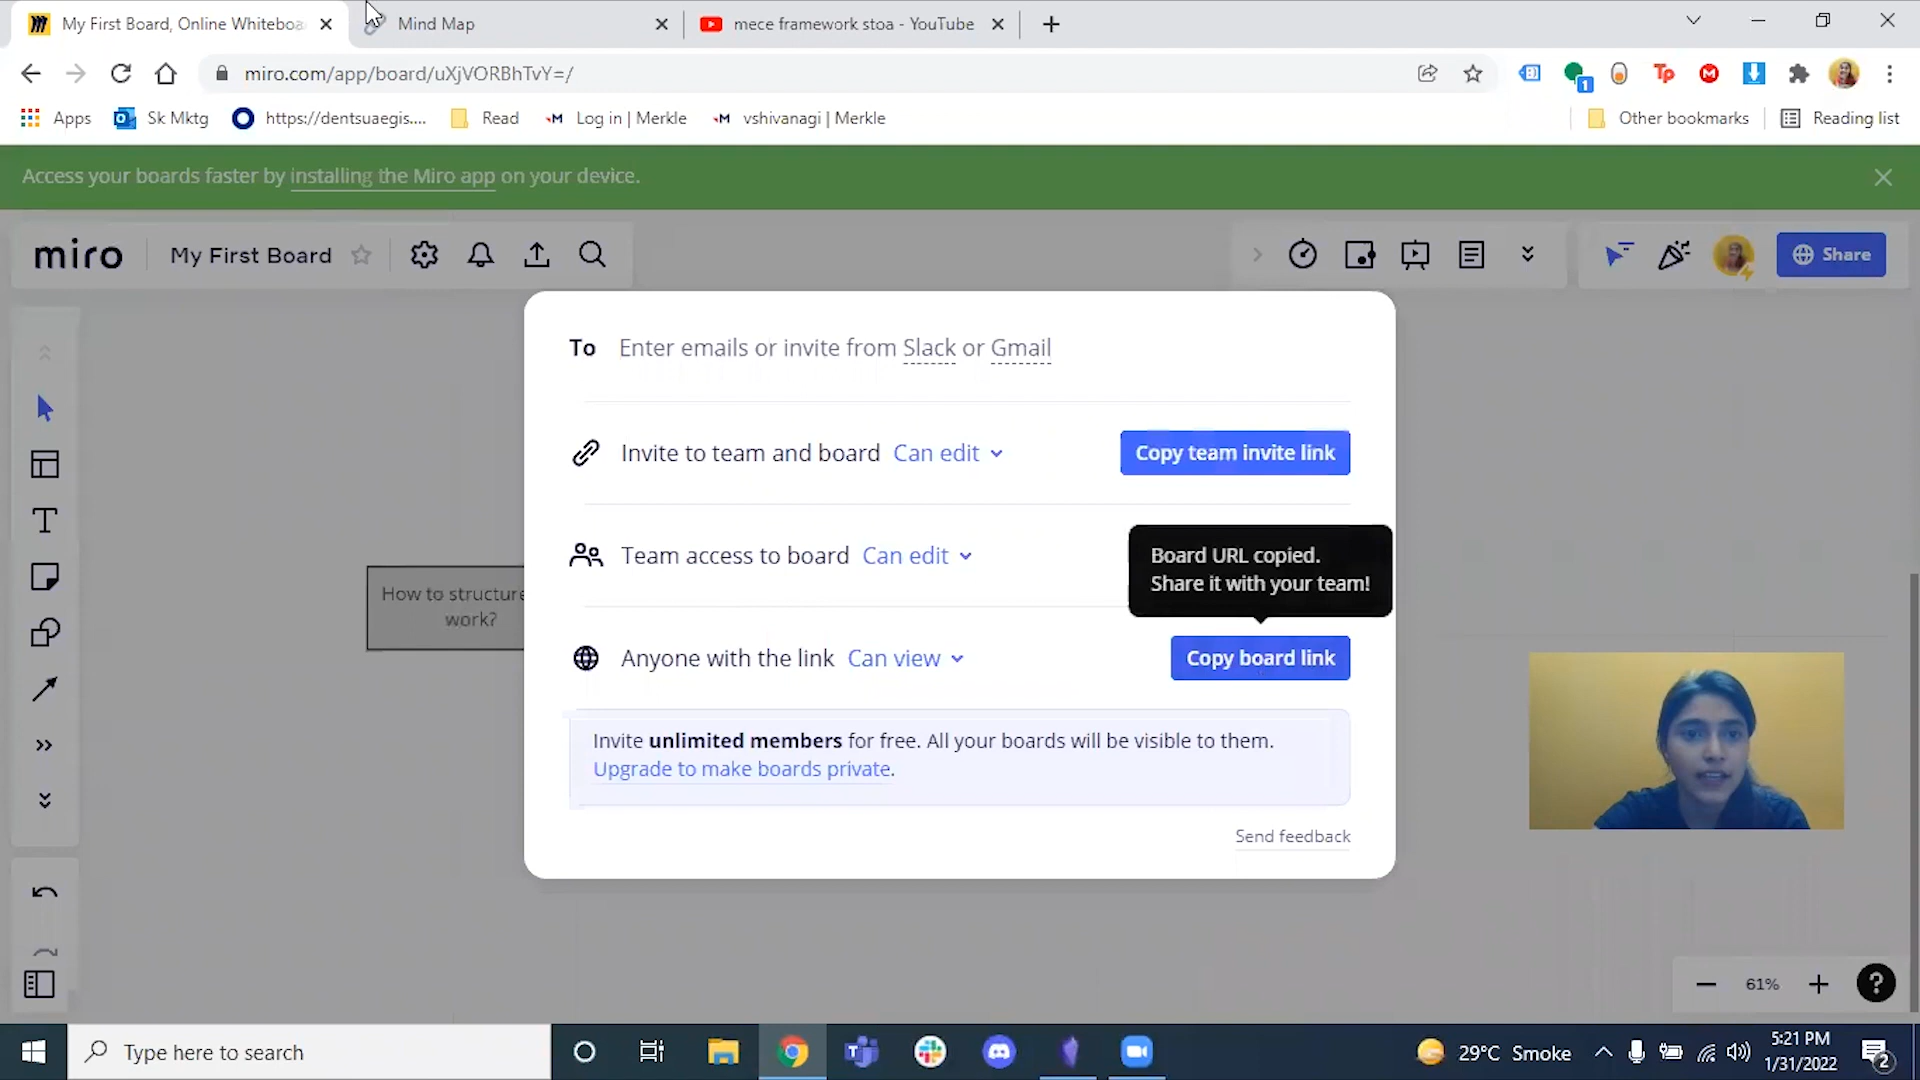 My First Board, Online Whiteboa
Mind Map
mece framework stoa - YouTube
miro.com/app/board/uXjVORBhTvY=/
1
Apps
Sk Mktg
https://dentsuaegis....
Read
Log in | Merkle
vshivanagi | Merkle
Other bookmarks
Reading list
Access your boards faster by installing the Miro app on your device.
miro
My First Board
Share
To Enter emails or invite from Slack or Gmail
Invite to team and board Can edit
Copy team invite link
Team access to board Can edit
Board URL copied.
Share it with your team!
How to structure
work?
Anyone with the link Can view
Copy board link
Invite unlimited members for free. All your boards will be visible to them.
Upgrade to make boards private.
Send feedback
61%
?
Type here to search
29°C Smoke
5:21 PM
1/31/2022
2